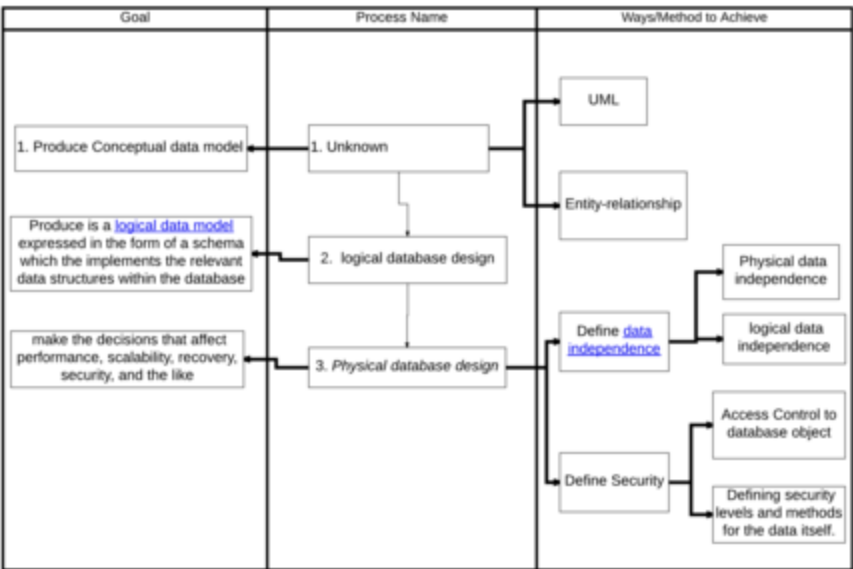 Goal
Process Name
Ways/Method to Achieve
UML
1. Produce Conceptual data model
1. Unknown
Entity-relationship
Produce is a logical data model
expressed in the form of a schema
which the implements the relevant
data structures within the database
2. logical database design
Physical data
independence
Define data
independence
logical data
independence
make the decisions that affect
performance, scalability, recovery,
security, and the like
3. Physical database design
Access Control to
database object
Define Security
Defining security
levels and methods
for the data itself.